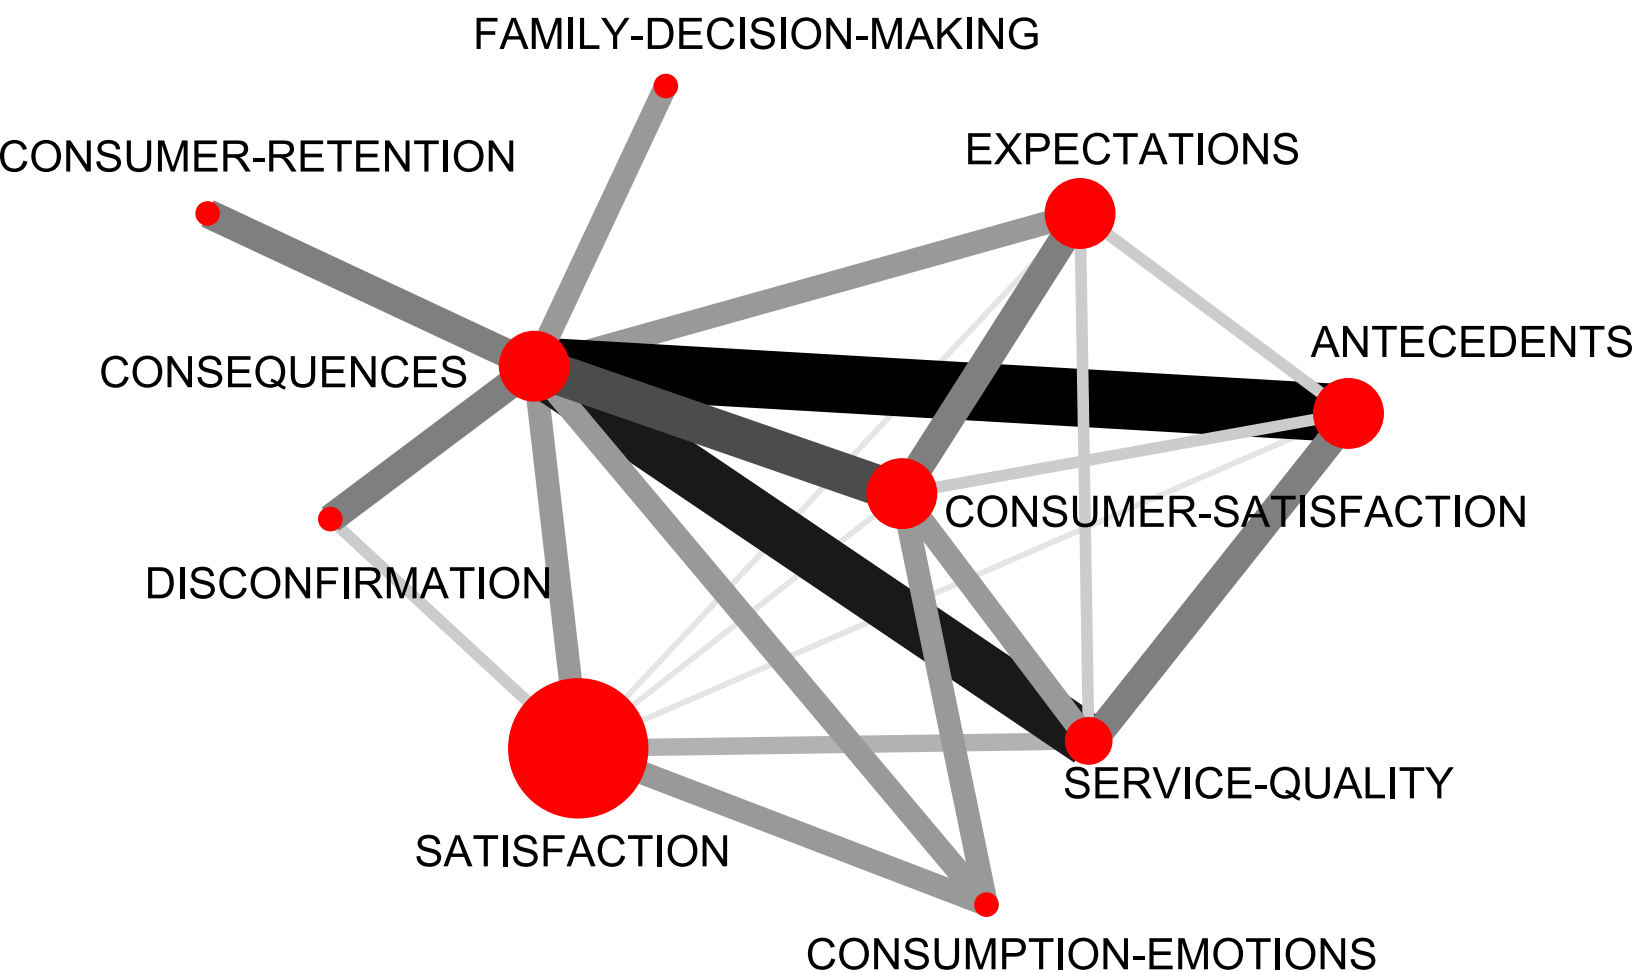 FAMILY-DECISION-MAKING
EXPECTATIONS
CONSUMER-RETENTION
ANTECEDENTS
CONSEQUENCES
CONSUMER-SATISFACTION
DISCONFIRMATION
SERVICE-QUALITY
SATISFACTION
CONSUMPTION-EMOTIONS